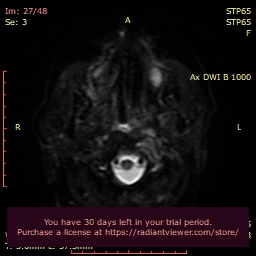 Im: 27/48
STP65
Se: 3
STP65
A
F
Ax DWI B 1000
R
L
You have 30 days left in your trial period.
Purchase a license at https://radiantviewer.com/store/